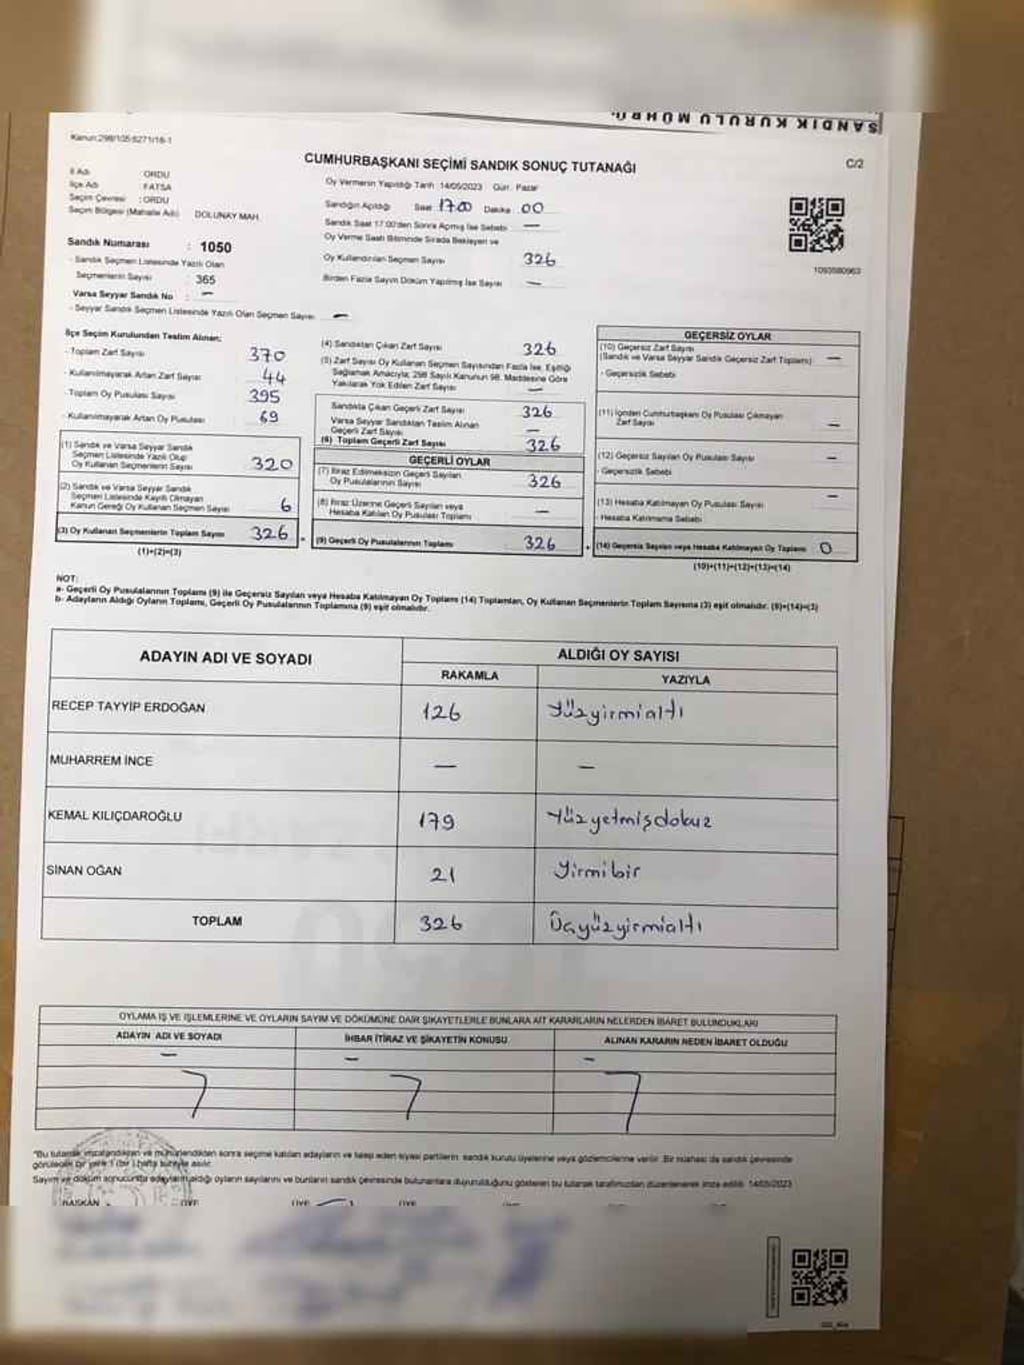 SANDIK KURULU MÜHRÜ
Kanun:298/105-6271/18-1
CUMHURBAŞKANI SEÇİMİ SANDIK SONUÇ TUTANAĞI
C/2
İl Adı : ORDU
İlçe Adı : FATSA
Seçim Çevresi : ORDU
Seçim Bölgesi (Mahalle Adı) DOLUNAY MAH.
Sandık Numarası : 1050
- Sandık Seçmen Listesinde Yazılı Olan
Seçmenlerin Sayısı 365
Varsa Seyyar Sandık No : —
- Seyyar Sandık Seçmen Listesinde Yazılı Olan Seçmen Sayısı: —
Oy Vermenin Yapıldığı Tarih :14/05/2023 Gün: Pazar
Sandığın Açıldığı Saat 17.00 Dakika 00
Sandık Saat 17:00'den Sonra Açmış İse Sebebi —
Oy Verme Saati Bitiminde Sırada Bekleyen ve
Oy Kullandırılan Seçmen Sayısı 326
Birden Fazla Sayım Döküm Yapılmış İse Sayısı —
1093580963
İlçe Seçim Kurulundan Teslim Alınan:
- Toplam Zarf Sayısı 370
- Kullanılmayarak Artan Zarf Sayısı 44
- Toplam Oy Pusulası Sayısı 395
- Kullanılmayarak Artan Oy Pusulası 69
(1) Sandık ve Varsa Seyyar Sandık
Seçmen Listesinde Yazılı Olup
Oy Kullanan Seçmenlerin Sayısı 320
(2) Sandık ve Varsa Seyyar Sandık
Seçmen Listesinde Kayıtlı Olmayan
Kanun Gereği Oy Kullanan Seçmen Sayısı 6
(3) Oy Kullanan Seçmenlerin Toplam Sayısı 326
(1)+(2)=(3)
(4) Sandıktan Çıkan Zarf Sayısı 326
(5) Zarf Sayısı Oy Kullanan Seçmen Sayısından Fazla İse, Eşitliği
Sağlamak Amacıyla; 298 Sayılı Kanunun 98. Maddesine Göre
Yakılarak Yok Edilen Zarf Sayısı —
Sandıkta Çıkan Geçerli Zarf Sayısı 326
Varsa Seyyar Sandıktan Teslim Alınan
Geçerli Zarf Sayısı —
(6) Toplam Geçerli Zarf Sayısı 326
GEÇERLİ OYLAR
(7) İtiraz Edilmeksizin Geçerli Sayılan
Oy Pusulalarının Sayısı 326
(8) İtiraz Üzerine Geçerli Sayılan veya
Hesaba Katılan Oy Pusulası Toplamı —
(9) Geçerli Oy Pusulalarının Toplamı 326
GEÇERSİZ OYLAR
(10) Geçersiz Zarf Sayısı
(Sandık ve Varsa Seyyar Sandık Geçersiz Zarf Toplamı) —
- Geçersizlik Sebebi
(11) İçinden Cumhurbaşkanı Oy Pusulası Çıkmayan
Zarf Sayısı —
(12) Geçersiz Sayılan Oy Pusulası Sayısı —
- Geçersizlik Sebebi
(13) Hesaba Katılmayan Oy Pusulası Sayısı —
- Hesaba Katılmama Sebebi
(14) Geçersiz Sayılan veya Hesaba Katılmayan Oy Toplamı 0
(10)+(11)+(12)+(13)=(14)
NOT:
a- Geçerli Oy Pusulalarının Toplamı (9) ile Geçersiz Sayılan veya Hesaba Katılmayan Oy Toplamı (14) Toplamları, Oy Kullanan Seçmenlerin Toplam Sayısına (3) eşit olmalıdır. (9)+(14)=(3)
b- Adayların Aldığı Oyların Toplamı, Geçerli Oy Pusulalarının Toplamına (9) eşit olmalıdır.
ADAYIN ADI VE SOYADI ALDIĞI OY SAYISI
RAKAMLA YAZIYLA
RECEP TAYYİP ERDOĞAN 126 Yüzyirmialtı
MUHARREM İNCE — —
KEMAL KILIÇDAROĞLU 179 Yüzyetmişdokuz
SİNAN OĞAN 21 Yirmibir
TOPLAM 326 Üçyüzyirmialtı
OYLAMA İŞ VE İŞLEMLERİNE VE OYLARIN SAYIM VE DÖKÜMÜNE DAİR ŞİKAYETLERLE BUNLARA AİT KARARLARIN NELERDEN İBARET BULUNDUKLARI
ADAYIN ADI VE SOYADI İHBAR İTİRAZ VE ŞİKAYETİN KONUSU ALINAN KARARIN NEDEN İBARET OLDUĞU
— — —
"Bu tutanak imzalandıktan ve mühürlendikten sonra seçime katılan adayların ve talep eden siyasi partilerin sandık kurulu üyelerine veya gözlemcilerine verilir. Bir nüshası da sandık çevresinde
görülecek bir yere 1 (bir ) hafta süreyle asılır.
Sayım ve döküm sonucunda adayların aldığı oyların sayılarını ve bunların sandık çevresinde bulunanlara duyurulduğunu gösteren bu tutanak tarafımızdan düzenlenerek imza edildi. 14/05/2023
BAŞKAN ÜYE ÜYE ÜYE